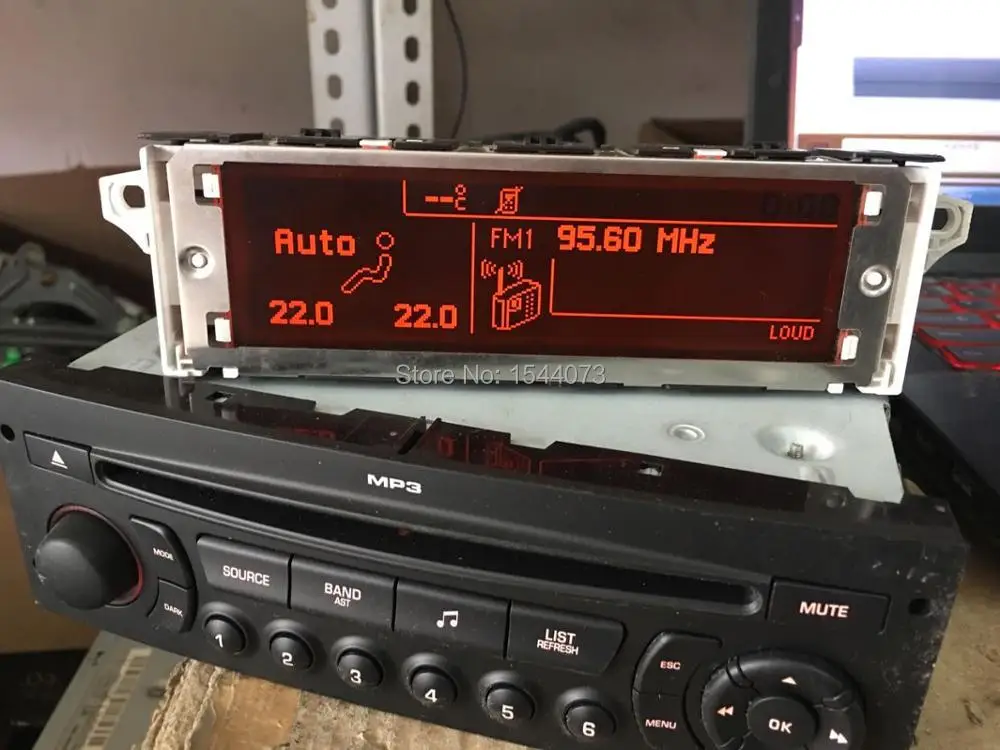 --°C
Auto
FM1 95.60 MHz
22.0 22.0
LOUD
Store No: 1544073
MP3
MODE
SOURCE
BAND
AST
LIST
REFRESH
MUTE
DARK
1 2 3 4 5 6
ESC
MENU
OK